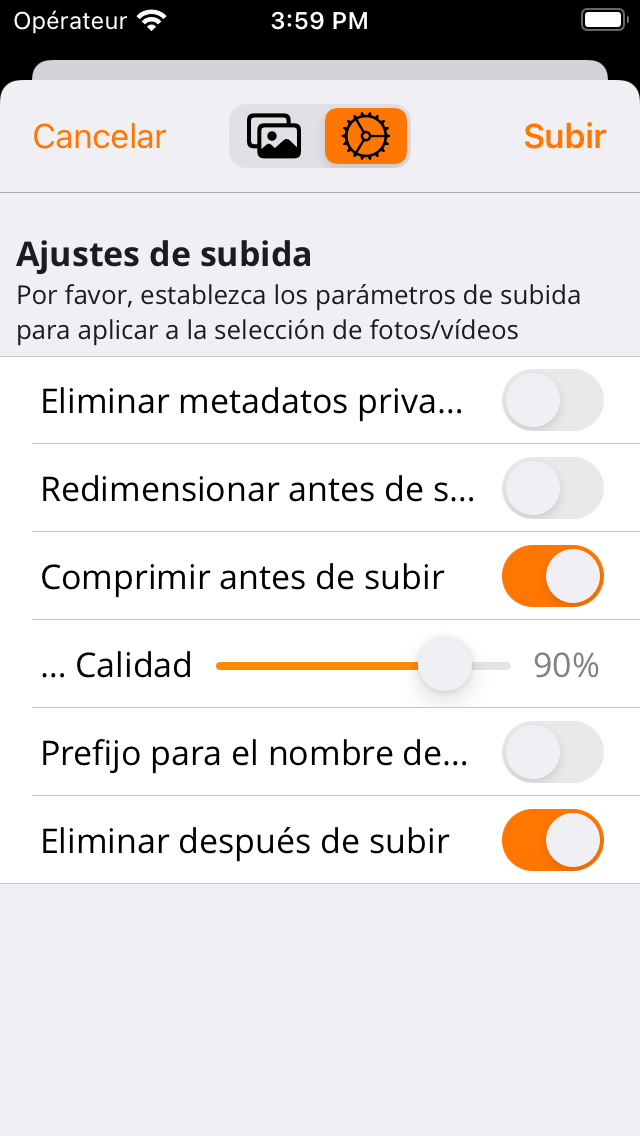 Opérateur 3:59 PM
Cancelar Subir
Ajustes de subida
Por favor, establezca los parámetros de subida
para aplicar a la selección de fotos/vídeos
Eliminar metadatos priva...
Redimensionar antes de s...
Comprimir antes de subir
... Calidad 90%
Prefijo para el nombre de...
Eliminar después de subir